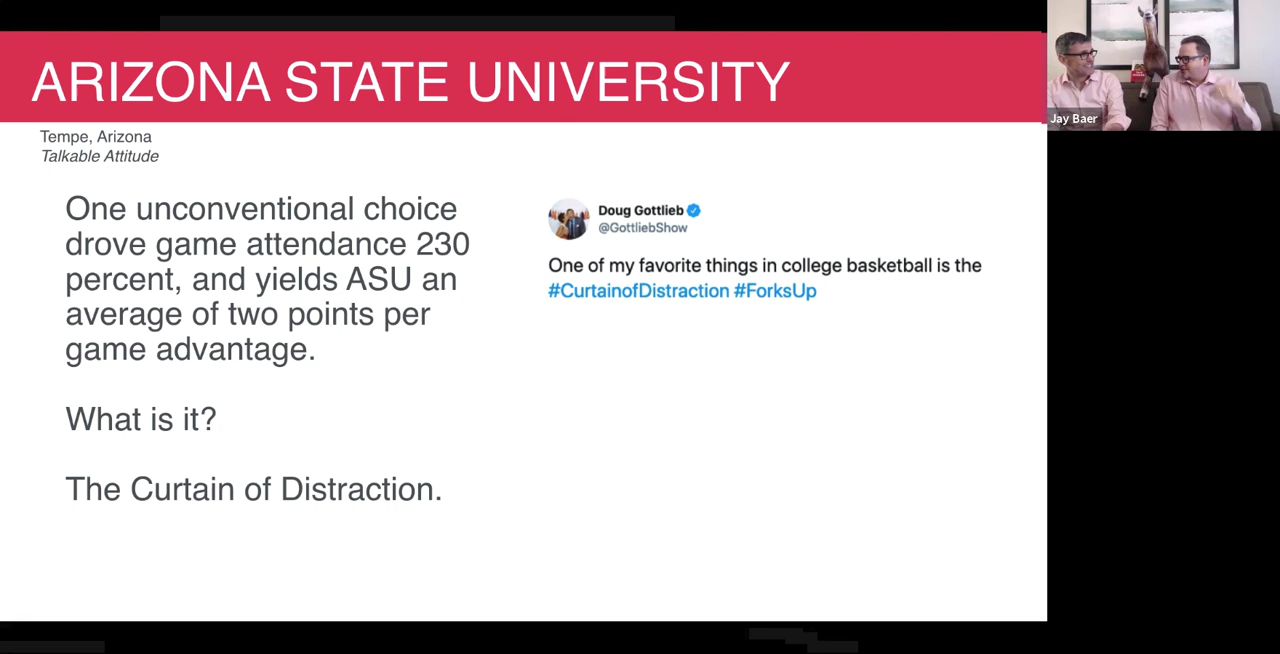 ARIZONA STATE UNIVERSITY
Tempe, Arizona
Talkable Attitude
One unconventional choice
drove game attendance 230
percent, and yields ASU an
average of two points per
game advantage.
What is it?
The Curtain of Distraction.
Doug Gottlieb
@GottliebShow
One of my favorite things in college basketball is the
#CurtainofDistraction #ForksUp
Jay Baer